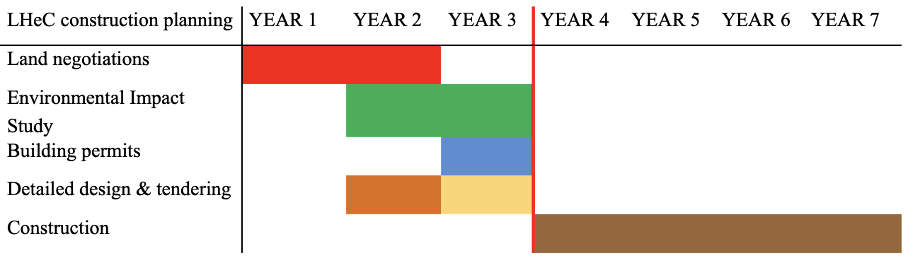 LHeC construction planning YEAR 1 YEAR 2 YEAR 3 YEAR 4 YEAR 5 YEAR 6 YEAR 7
Land negotiations
Environmental Impact
Study
Building permits
Detailed design & tendering
Construction